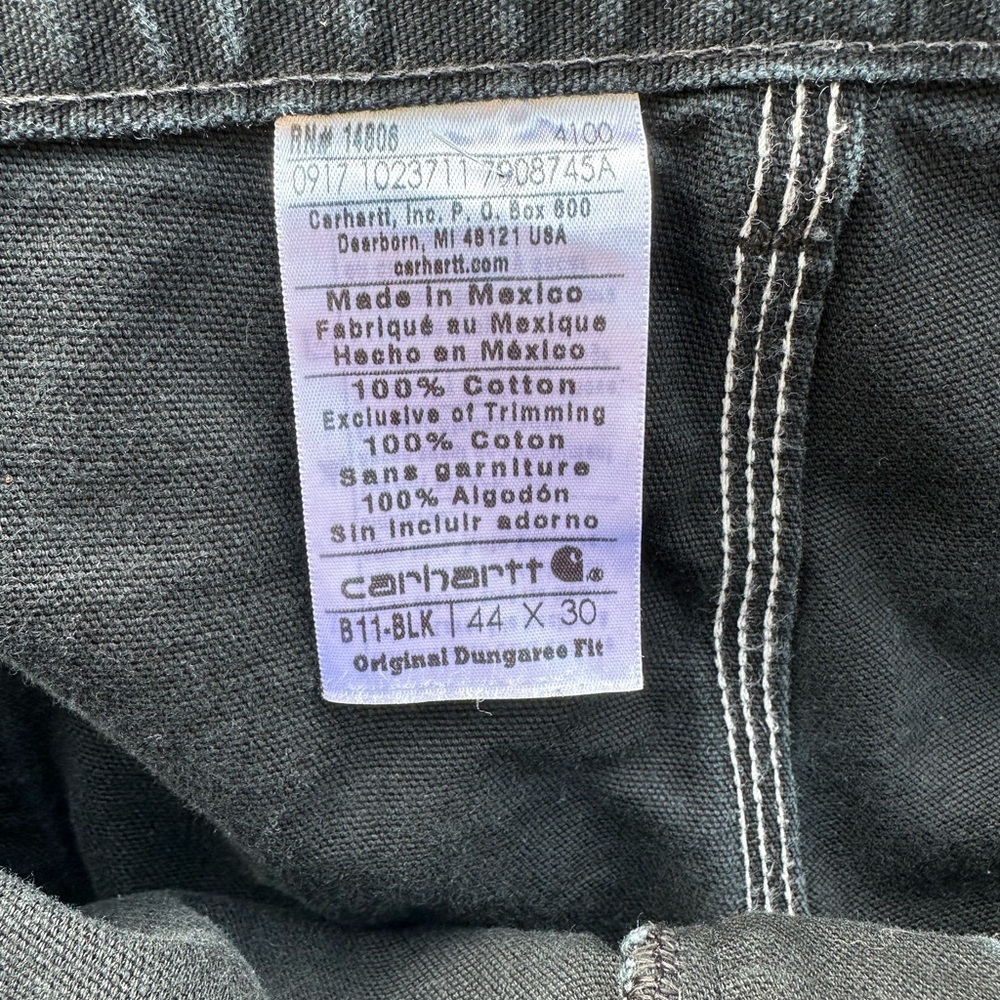 RN# 14806 4100
0917 1023711 7908745A
Carhartt, Inc. P. O. Box 600
Dearborn, MI 48121 USA
carhartt.com
Made in Mexico
Fabriqué au Mexique
Hecho en México
100% Cotton
Exclusive of Trimming
100% Coton
Sans garniture
100% Algodón
Sin incluir adorno
carhartt ®
B11-BLK | 44 X 30
Original Dungaree Fit